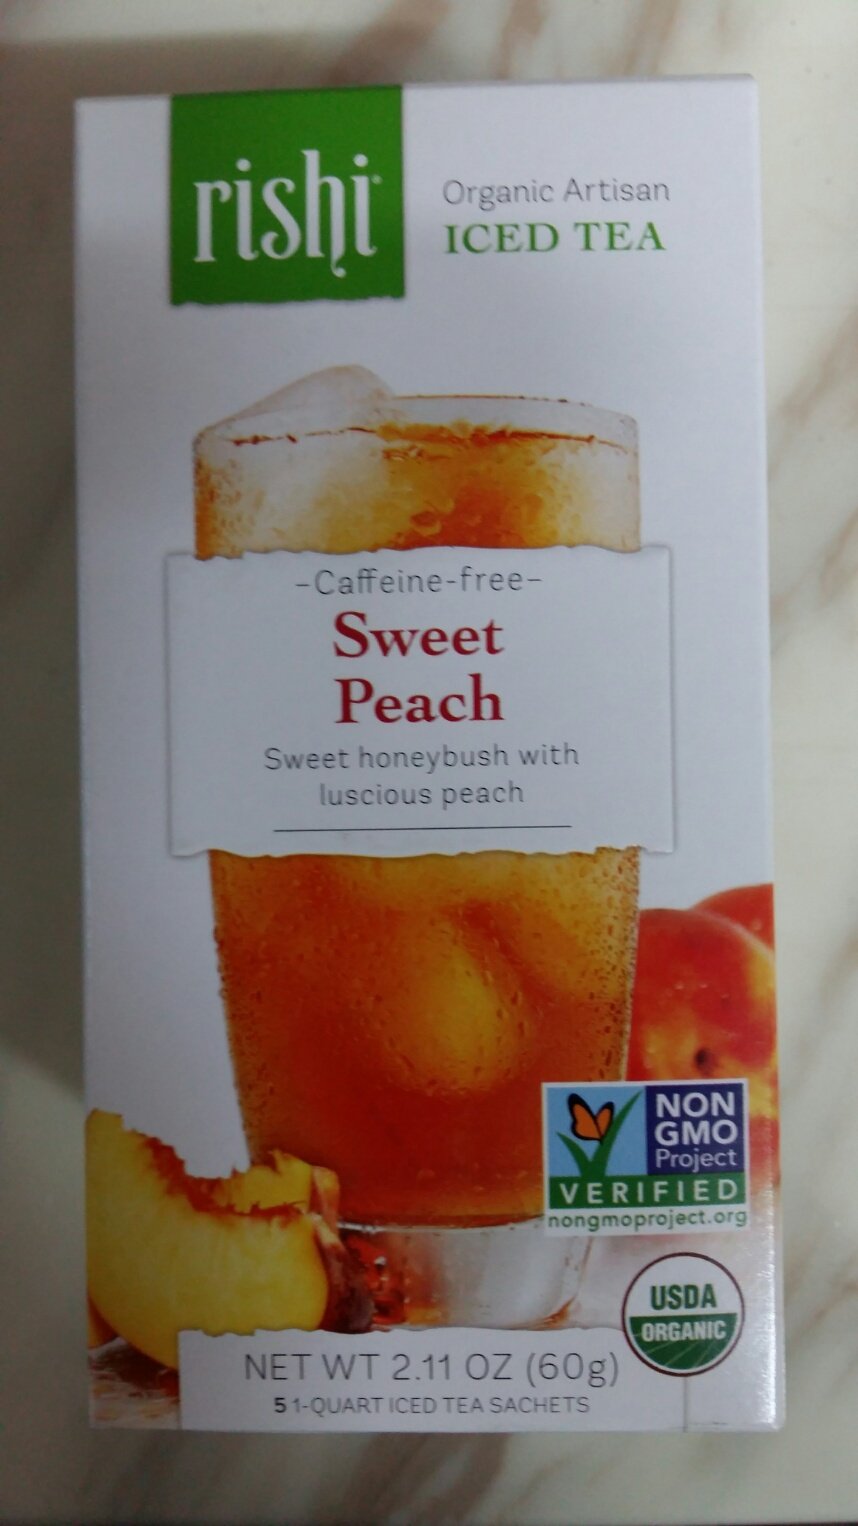 rishi
Organic Artisan
ICED TEA
-Caffeine-free-
Sweet
Peach
Sweet honeybush with
luscious peach
NON
GMO
Project
VERIFIED
nongmoproject.org
USDA
ORGANIC
NET WT 2.11 OZ (60g)
5 1-QUART ICED TEA SACHETS